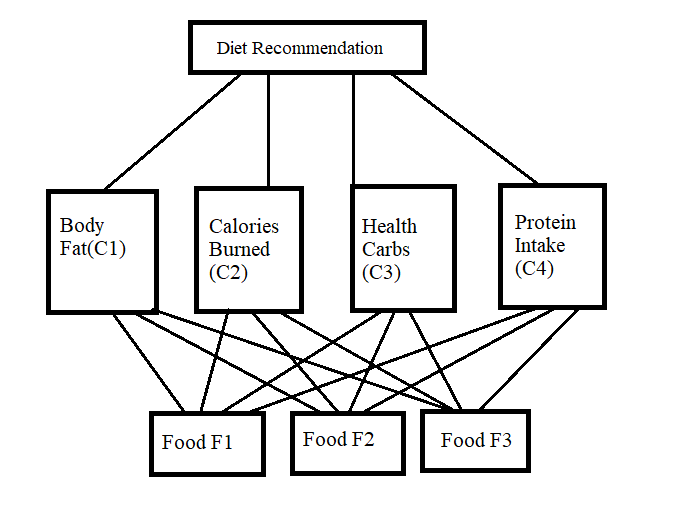 Diet Recommendation
Body
Fat(C1)
Calories
Burned
(C2)
Health
Carbs
(C3)
Protein
Intake
(C4)
Food F1
Food F2
Food F3